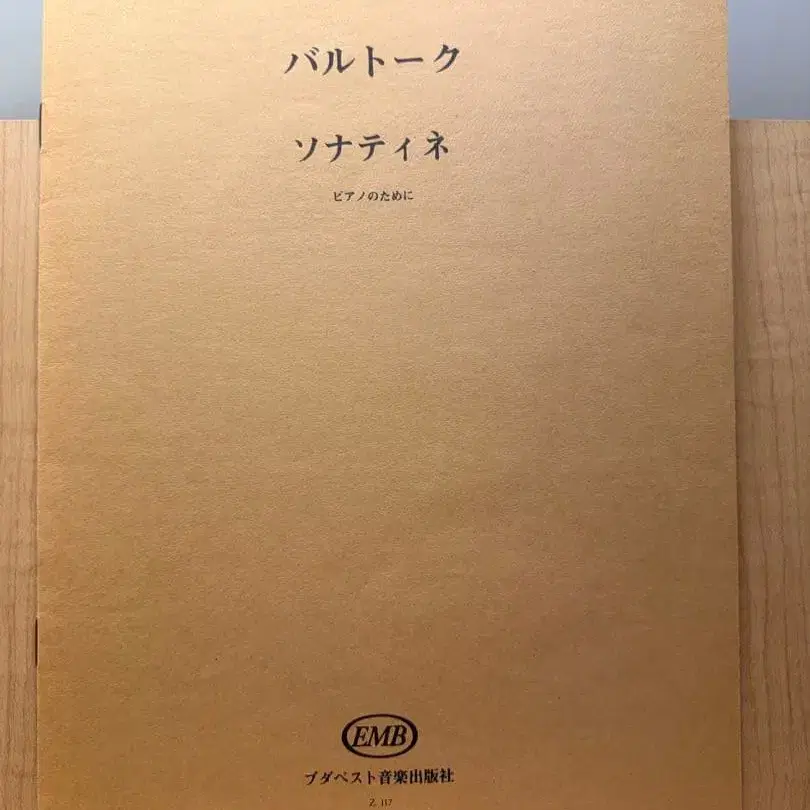 バルトーク
ソナティネ
ピアノのために
EMB
ブダペスト音楽出版社
Z. 117